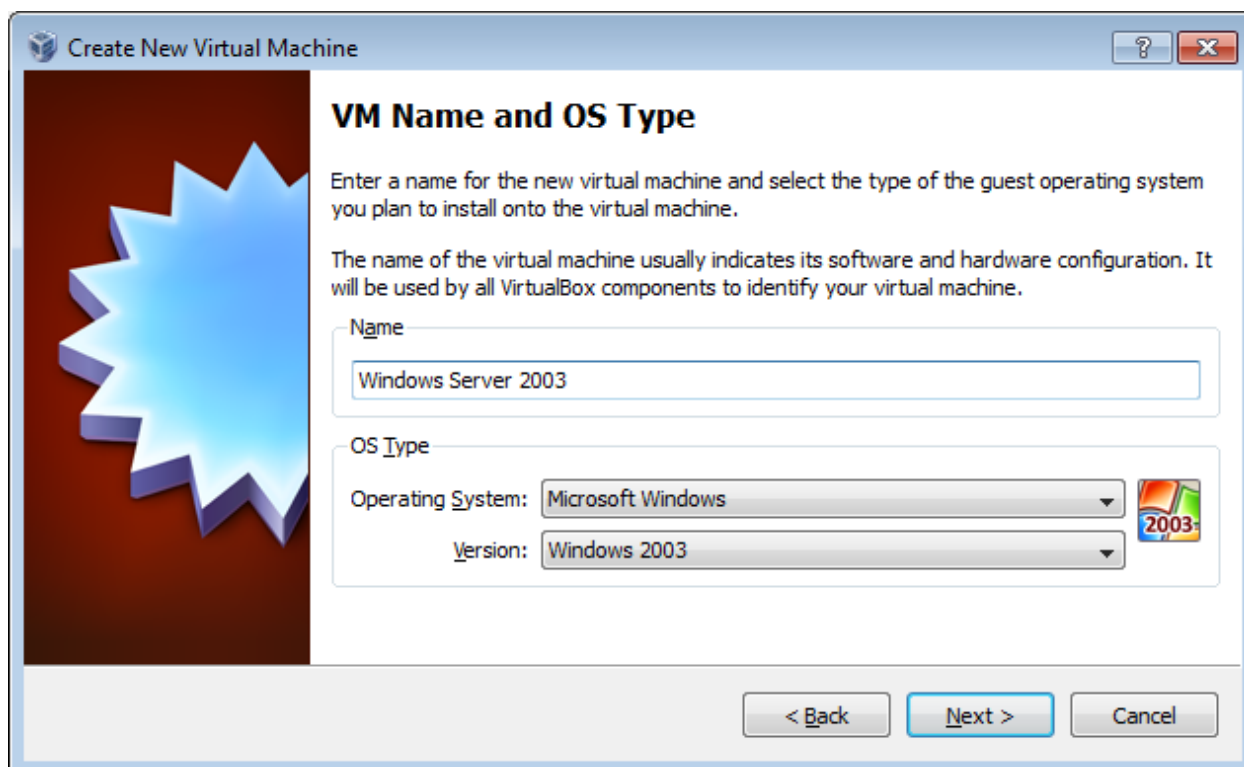 Create New Virtual Machine
?
VM Name and OS Type
Enter a name for the new virtual machine and select the type of the guest operating system
you plan to install onto the virtual machine.
The name of the virtual machine usually indicates its software and hardware configuration. It
will be used by all VirtualBox components to identify your virtual machine.
Name
Windows Server 2003
OS Type
Operating System: Microsoft Windows
2003
Version: Windows 2003
< Back Next > Cancel